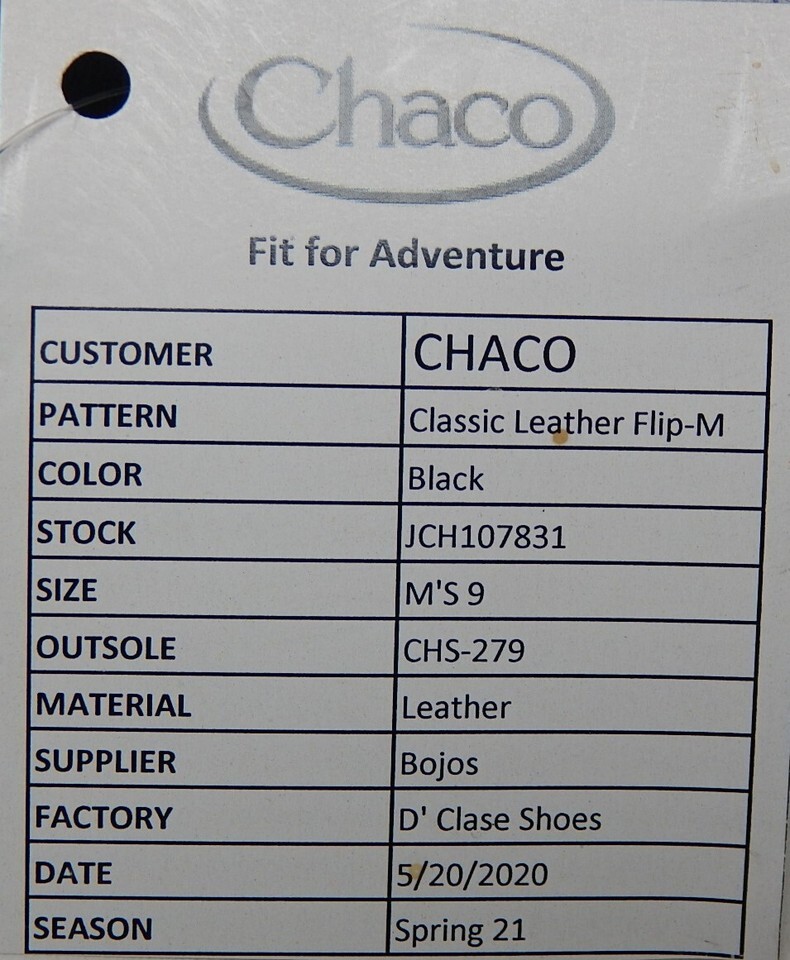 Chaco
Fit for Adventure
CUSTOMER CHACO
PATTERN Classic Leather Flip-M
COLOR Black
STOCK JCH107831
SIZE M'S 9
OUTSOLE CHS-279
MATERIAL Leather
SUPPLIER Bojos
FACTORY D' Clase Shoes
DATE 5/20/2020
SEASON Spring 21